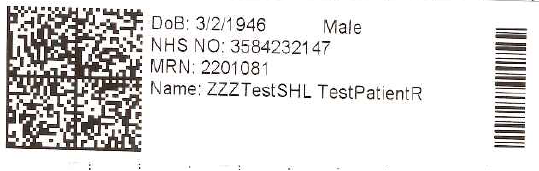 DoB: 3/2/1946 Male
NHS NO: 3584232147
MRN: 2201081
Name: ZZZTestSHL TestPatientR